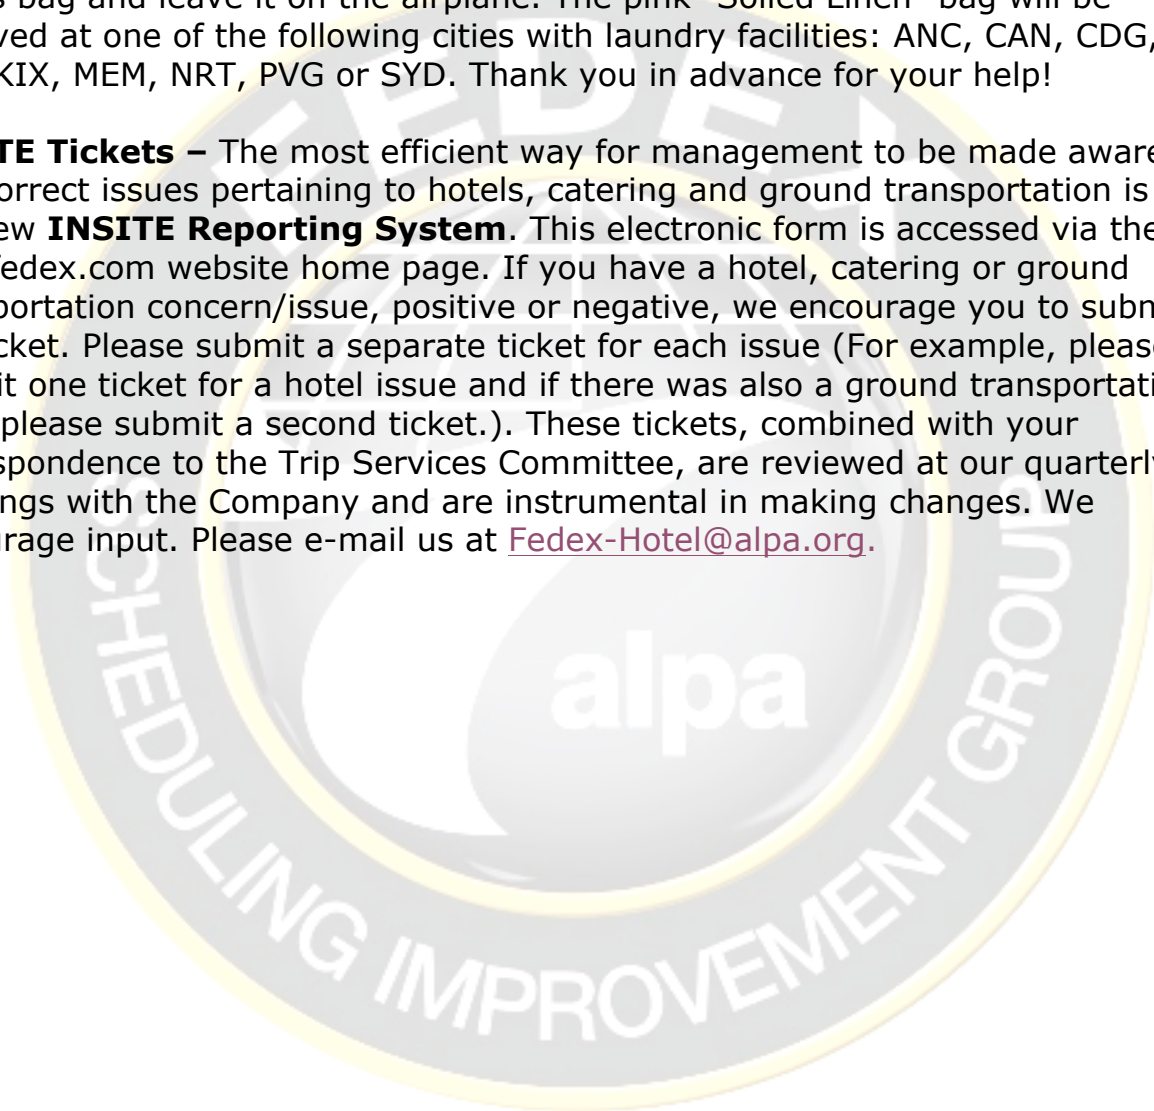 s bag and leave it on the airplane. The pink "Soiled Linen" bag will be
ved at one of the following cities with laundry facilities: ANC, CAN, CDG,
KIX, MEM, NRT, PVG or SYD. Thank you in advance for your help!
TE Tickets – The most efficient way for management to be made aware
orrect issues pertaining to hotels, catering and ground transportation is
ew INSITE Reporting System. This electronic form is accessed via the
fedex.com website home page. If you have a hotel, catering or ground
portation concern/issue, positive or negative, we encourage you to subm
cket. Please submit a separate ticket for each issue (For example, please
it one ticket for a hotel issue and if there was also a ground transportati
please submit a second ticket.). These tickets, combined with your
spondence to the Trip Services Committee, are reviewed at our quarterly
ngs with the Company and are instrumental in making changes. We
urage input. Please e-mail us at Fedex-Hotel@alpa.org.
FEDEX
alpa
SCHEDULING IMPROVEMENT GROUP